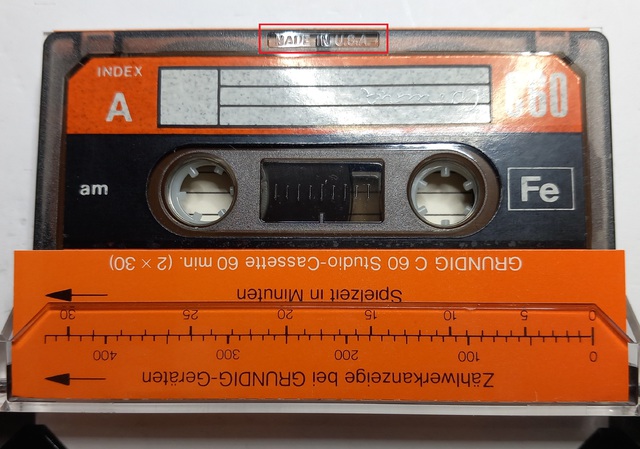 MADE IN U.S.A.
INDEX
A
C60
am
Fe
GRUNDIG C 60 Studio-Cassette 60 min. (2 × 30)
Spielzeit in Minuten
0 5 10 15 20 25 30
0 100 200 300 400
Zählwerkanzeige bei GRUNDIG-Geräten